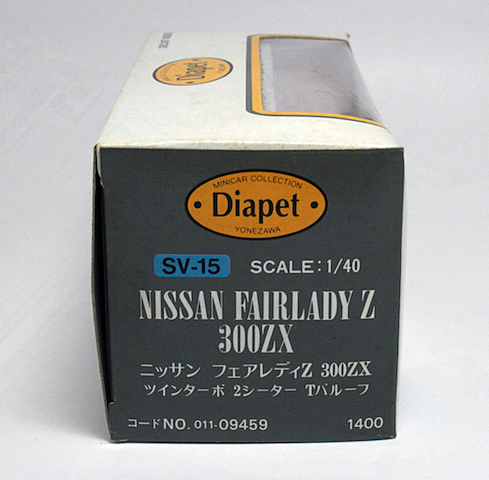 Diapet
MINICAR COLLECTION
Diapet
YONEZAWA
SV-15 SCALE:1/40
NISSAN FAIRLADY Z
300ZX
ニッサン フェアレディZ 300ZX
ツインターボ 2シーター Tバルーフ
コードNO. 011-09459 1400